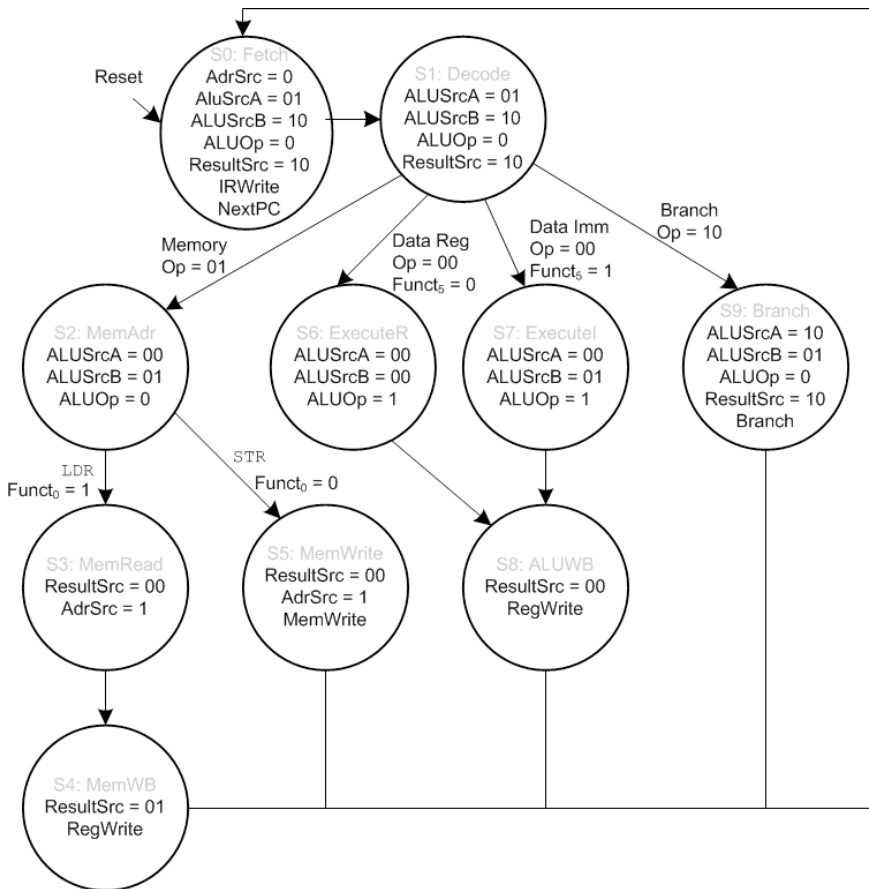 Reset
S0: Fetch
AdrSrc = 0
AluSrcA = 01
ALUSrcB = 10
ALUOp = 0
ResultSrc = 10
IRWrite
NextPC
S1: Decode
ALUSrcA = 01
ALUSrcB = 10
ALUOp = 0
ResultSrc = 10
Memory
Op = 01
Data Reg
Op = 00
Funct₅ = 0
Data Imm
Op = 00
Funct₅ = 1
Branch
Op = 10
S2: MemAdr
ALUSrcA = 00
ALUSrcB = 01
ALUOp = 0
S6: ExecuteR
ALUSrcA = 00
ALUSrcB = 00
ALUOp = 1
S7: ExecuteI
ALUSrcA = 00
ALUSrcB = 01
ALUOp = 1
S9: Branch
ALUSrcA = 10
ALUSrcB = 01
ALUOp = 0
ResultSrc = 10
Branch
LDR
Funct₀ = 1
STR
Funct₀ = 0
S3: MemRead
ResultSrc = 00
AdrSrc = 1
S5: MemWrite
ResultSrc = 00
AdrSrc = 1
MemWrite
S8: ALUWB
ResultSrc = 00
RegWrite
S4: MemWB
ResultSrc = 01
RegWrite